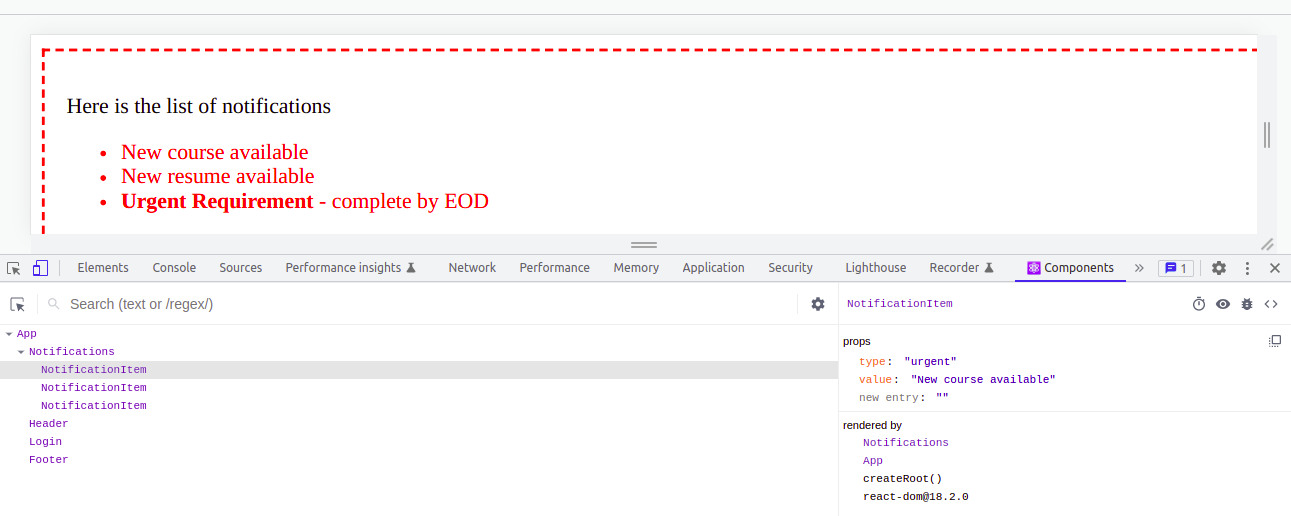 Here is the list of notifications
New course available
New resume available
Urgent Requirement - complete by EOD
Elements Console Sources Performance insights Network Performance Memory Application Security Lighthouse Recorder Components » 1
Search (text or /regex/)
NotificationItem
App
Notifications
NotificationItem
NotificationItem
NotificationItem
Header
Login
Footer
props
type: "urgent"
value: "New course available"
new entry: ""
rendered by
Notifications
App
createRoot()
react-dom@18.2.0